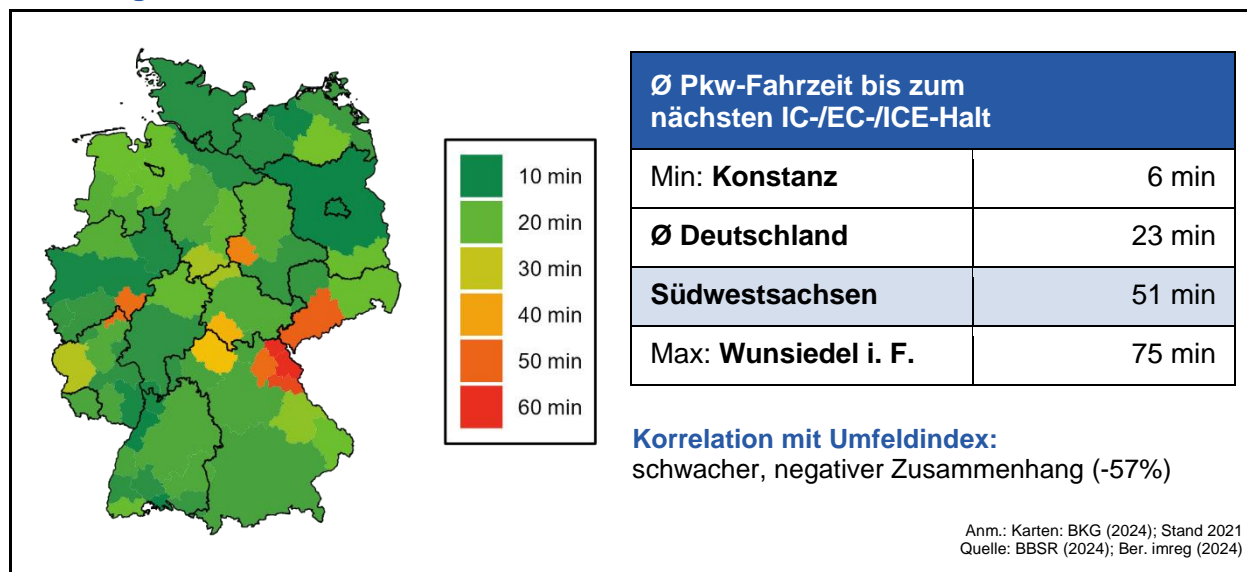 10 min
20 min
30 min
40 min
50 min
60 min
Ø Pkw-Fahrzeit bis zum
nächsten IC-/EC-/ICE-Halt
Min: Konstanz 6 min
Ø Deutschland 23 min
Südwestsachsen 51 min
Max: Wunsiedel i. F. 75 min
Korrelation mit Umfeldindex:
schwacher, negativer Zusammenhang (-57%)
Anm.: Karten: BKG (2024); Stand 2021
Quelle: BBSR (2024); Ber. imreg (2024)